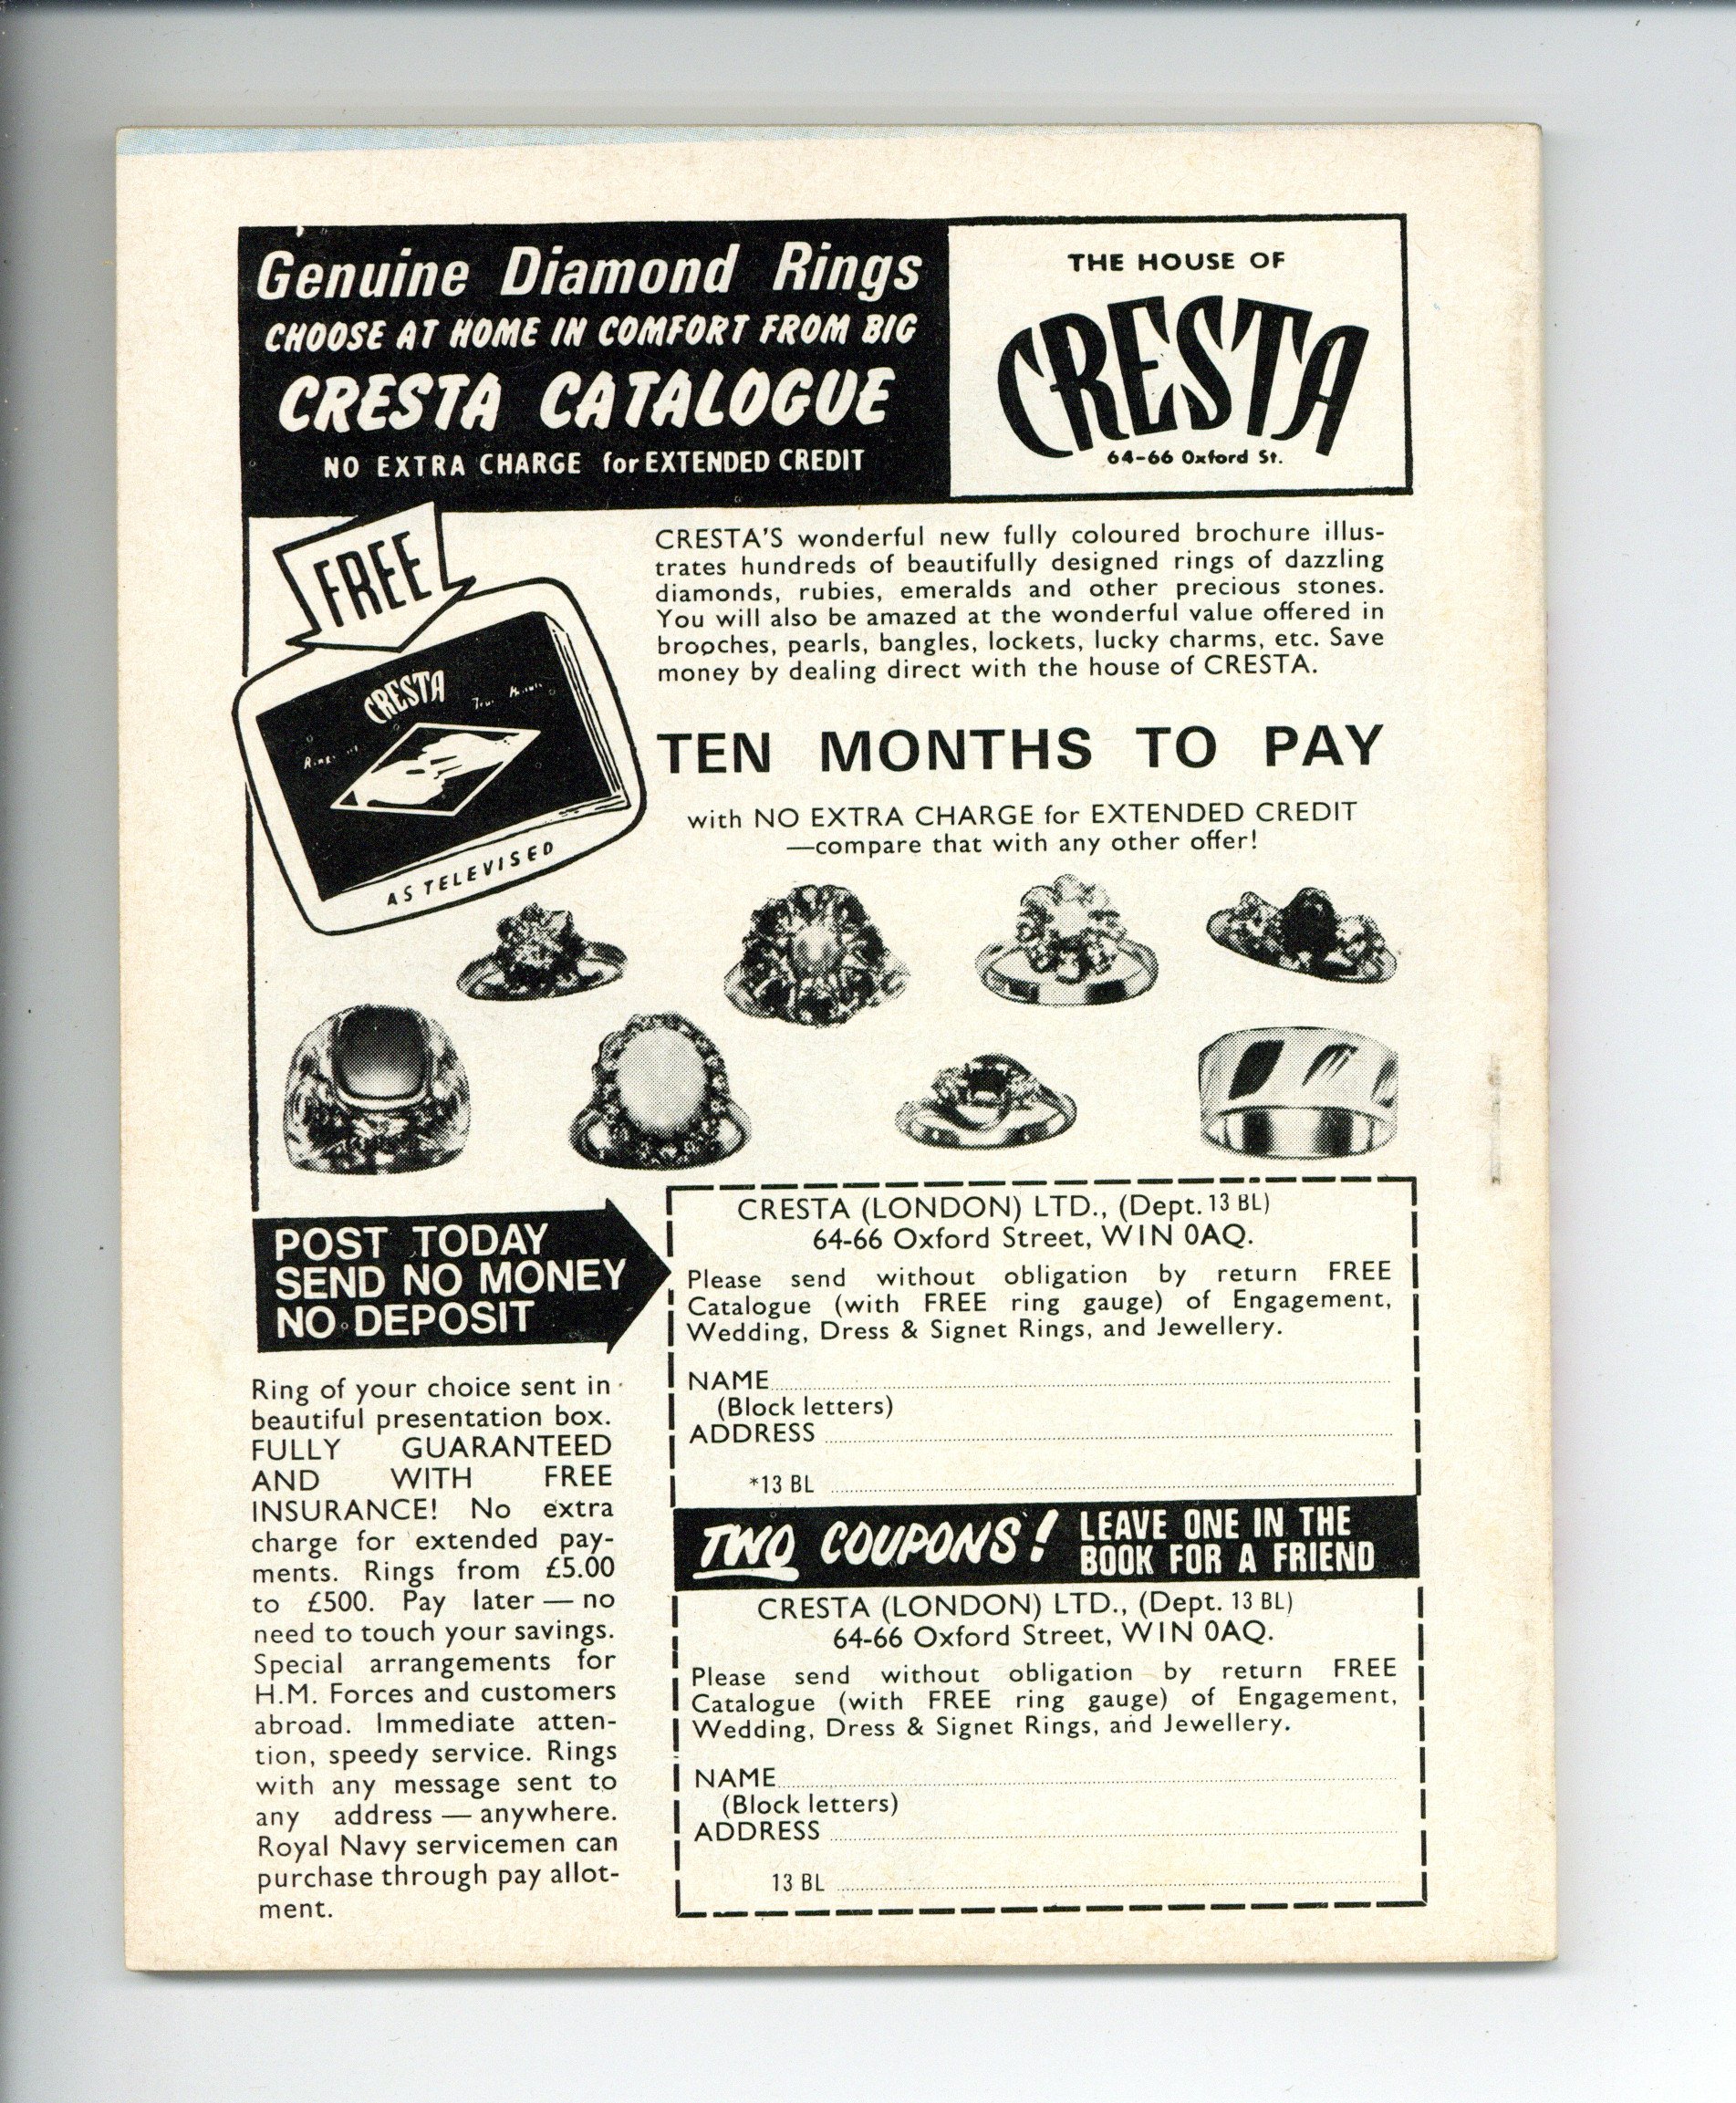 Genuine Diamond Rings
CHOOSE AT HOME IN COMFORT FROM BIG
CRESTA CATALOGUE
NO EXTRA CHARGE for EXTENDED CREDIT
THE HOUSE OF
CRESTA
64-66 Oxford St.
FREE
CRESTA
AS TELEVISED
CRESTA'S wonderful new fully coloured brochure illus-
trates hundreds of beautifully designed rings of dazzling
diamonds, rubies, emeralds and other precious stones.
You will also be amazed at the wonderful value offered in
brooches, pearls, bangles, lockets, lucky charms, etc. Save
money by dealing direct with the house of CRESTA.
TEN MONTHS TO PAY
with NO EXTRA CHARGE for EXTENDED CREDIT
—compare that with any other offer!
POST TODAY
SEND NO MONEY
NO DEPOSIT
Ring of your choice sent in
beautiful presentation box.
FULLY GUARANTEED
AND WITH FREE
INSURANCE! No extra
charge for extended pay-
ments. Rings from £5.00
to £500. Pay later — no
need to touch your savings.
Special arrangements for
H.M. Forces and customers
abroad. Immediate atten-
tion, speedy service. Rings
with any message sent to
any address — anywhere.
Royal Navy servicemen can
purchase through pay allot-
ment.
CRESTA (LONDON) LTD., (Dept. 13 BL)
64-66 Oxford Street, WIN 0AQ.
Please send without obligation by return FREE
Catalogue (with FREE ring gauge) of Engagement,
Wedding, Dress & Signet Rings, and Jewellery.
NAME
(Block letters)
ADDRESS
*13 BL
TWO COUPONS! LEAVE ONE IN THE
BOOK FOR A FRIEND
CRESTA (LONDON) LTD., (Dept. 13 BL)
64-66 Oxford Street, WIN 0AQ.
Please send without obligation by return FREE
Catalogue (with FREE ring gauge) of Engagement,
Wedding, Dress & Signet Rings, and Jewellery.
NAME
(Block letters)
ADDRESS
13 BL